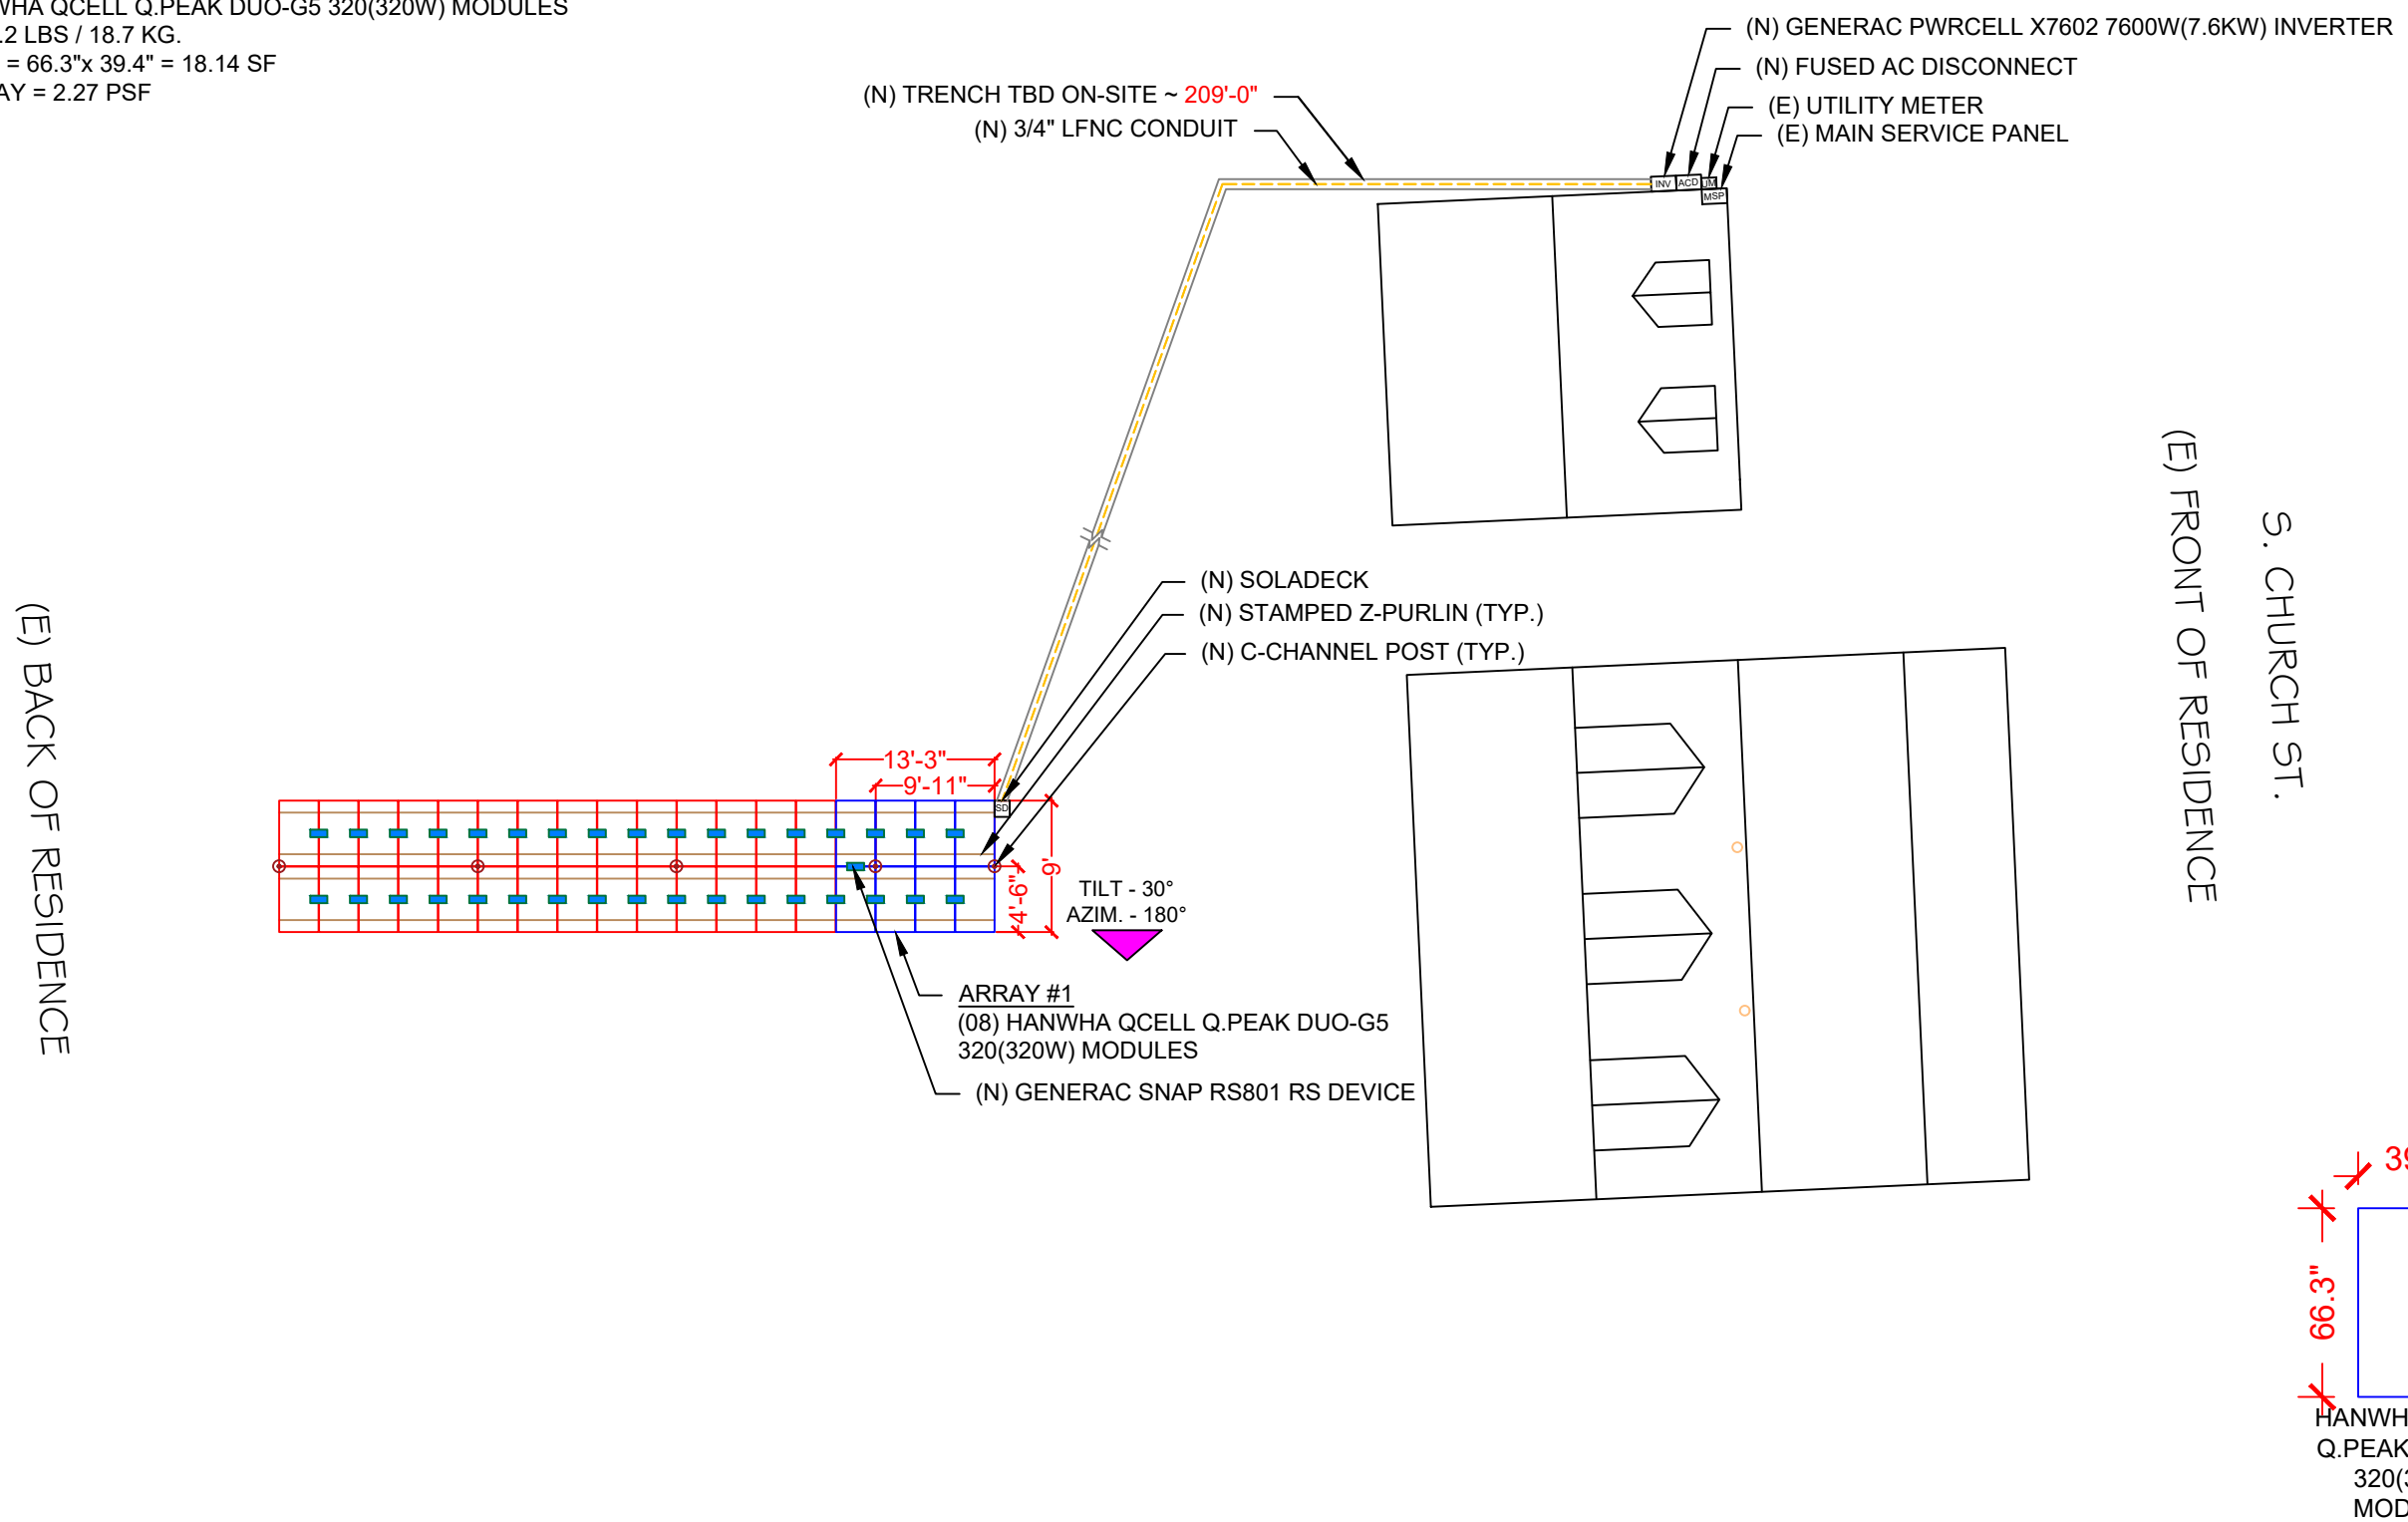 WHA QCELL Q.PEAK DUO-G5 320(320W) MODULES
.2 LBS / 18.7 KG.
= 66.3"x 39.4" = 18.14 SF
AY = 2.27 PSF
(N) GENERAC PWRCELL X7602 7600W(7.6KW) INVERTER
(N) FUSED AC DISCONNECT
(E) UTILITY METER
(E) MAIN SERVICE PANEL
(N) TRENCH TBD ON-SITE ~ 209'-0"
(N) 3/4" LFNC CONDUIT
INV ACD UM
MSP
(E) FRONT OF RESIDENCE
S. CHURCH ST.
(N) SOLADECK
(N) STAMPED Z-PURLIN (TYP.)
(N) C-CHANNEL POST (TYP.)
(E) BACK OF RESIDENCE
13'-3"
9'-11"
SD
9'
4'-6"
TILT - 30°
AZIM. - 180°
ARRAY #1
(08) HANWHA QCELL Q.PEAK DUO-G5
320(320W) MODULES
(N) GENERAC SNAP RS801 RS DEVICE
39
66.3"
HANWH
Q.PEAK
320(3
MOD